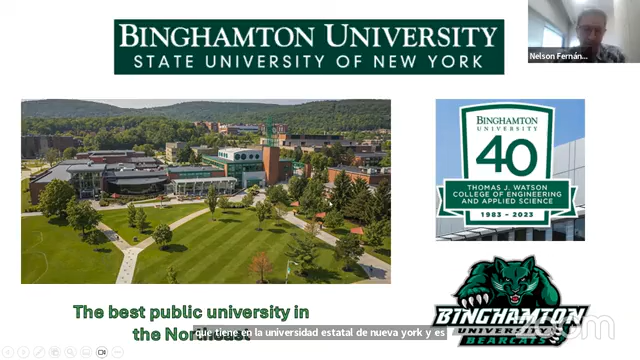 BINGHAMTON UNIVERSITY
STATE UNIVERSITY OF NEW YORK
Nelson Fernán...
BINGHAMTON
UNIVERSITY
40
THOMAS J. WATSON
COLLEGE OF ENGINEERING
AND APPLIED SCIENCE
1983 - 2023
The best public university in
the Northeast
que tiene en la universidad estatal de nueva york y es
BINGHAMTON
UNIVERSITY
BEARCATS